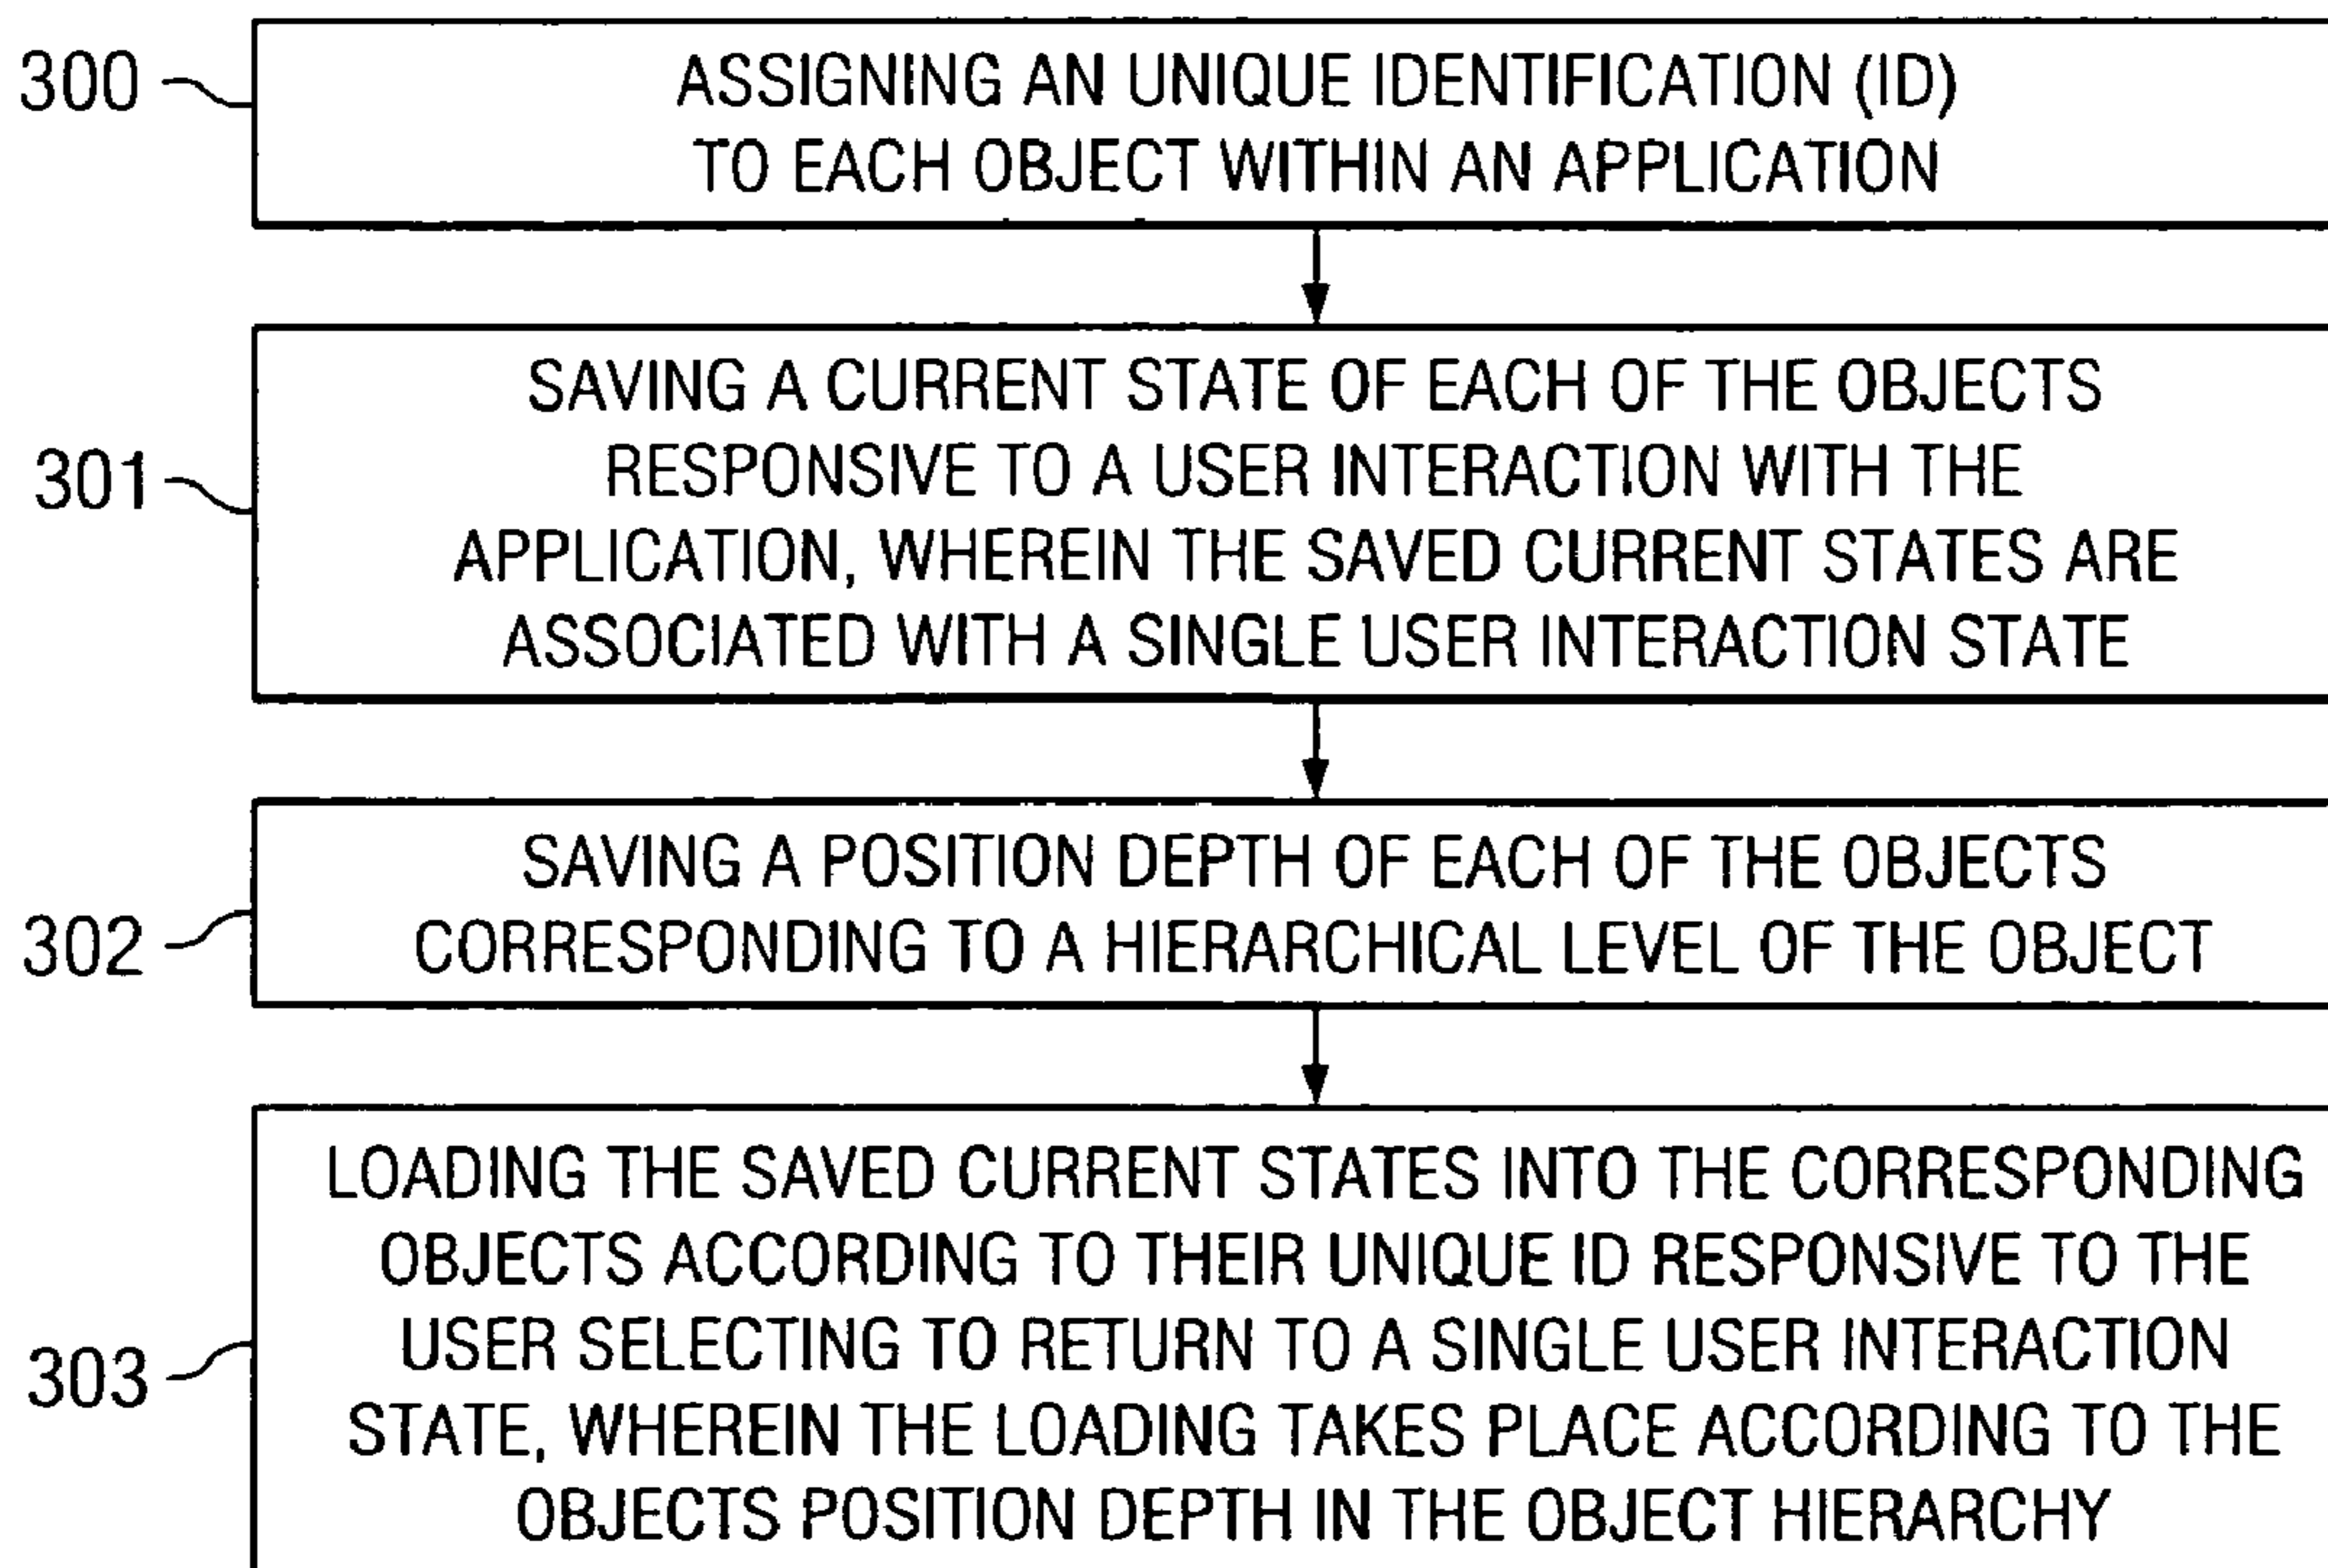 300
ASSIGNING AN UNIQUE IDENTIFICATION (ID)
TO EACH OBJECT WITHIN AN APPLICATION
301
SAVING A CURRENT STATE OF EACH OF THE OBJECTS
RESPONSIVE TO A USER INTERACTION WITH THE
APPLICATION, WHEREIN THE SAVED CURRENT STATES ARE
ASSOCIATED WITH A SINGLE USER INTERACTION STATE
302
SAVING A POSITION DEPTH OF EACH OF THE OBJECTS
CORRESPONDING TO A HIERARCHICAL LEVEL OF THE OBJECT
303
LOADING THE SAVED CURRENT STATES INTO THE CORRESPONDING
OBJECTS ACCORDING TO THEIR UNIQUE ID RESPONSIVE TO THE
USER SELECTING TO RETURN TO A SINGLE USER INTERACTION
STATE, WHEREIN THE LOADING TAKES PLACE ACCORDING TO THE
OBJECTS POSITION DEPTH IN THE OBJECT HIERARCHY